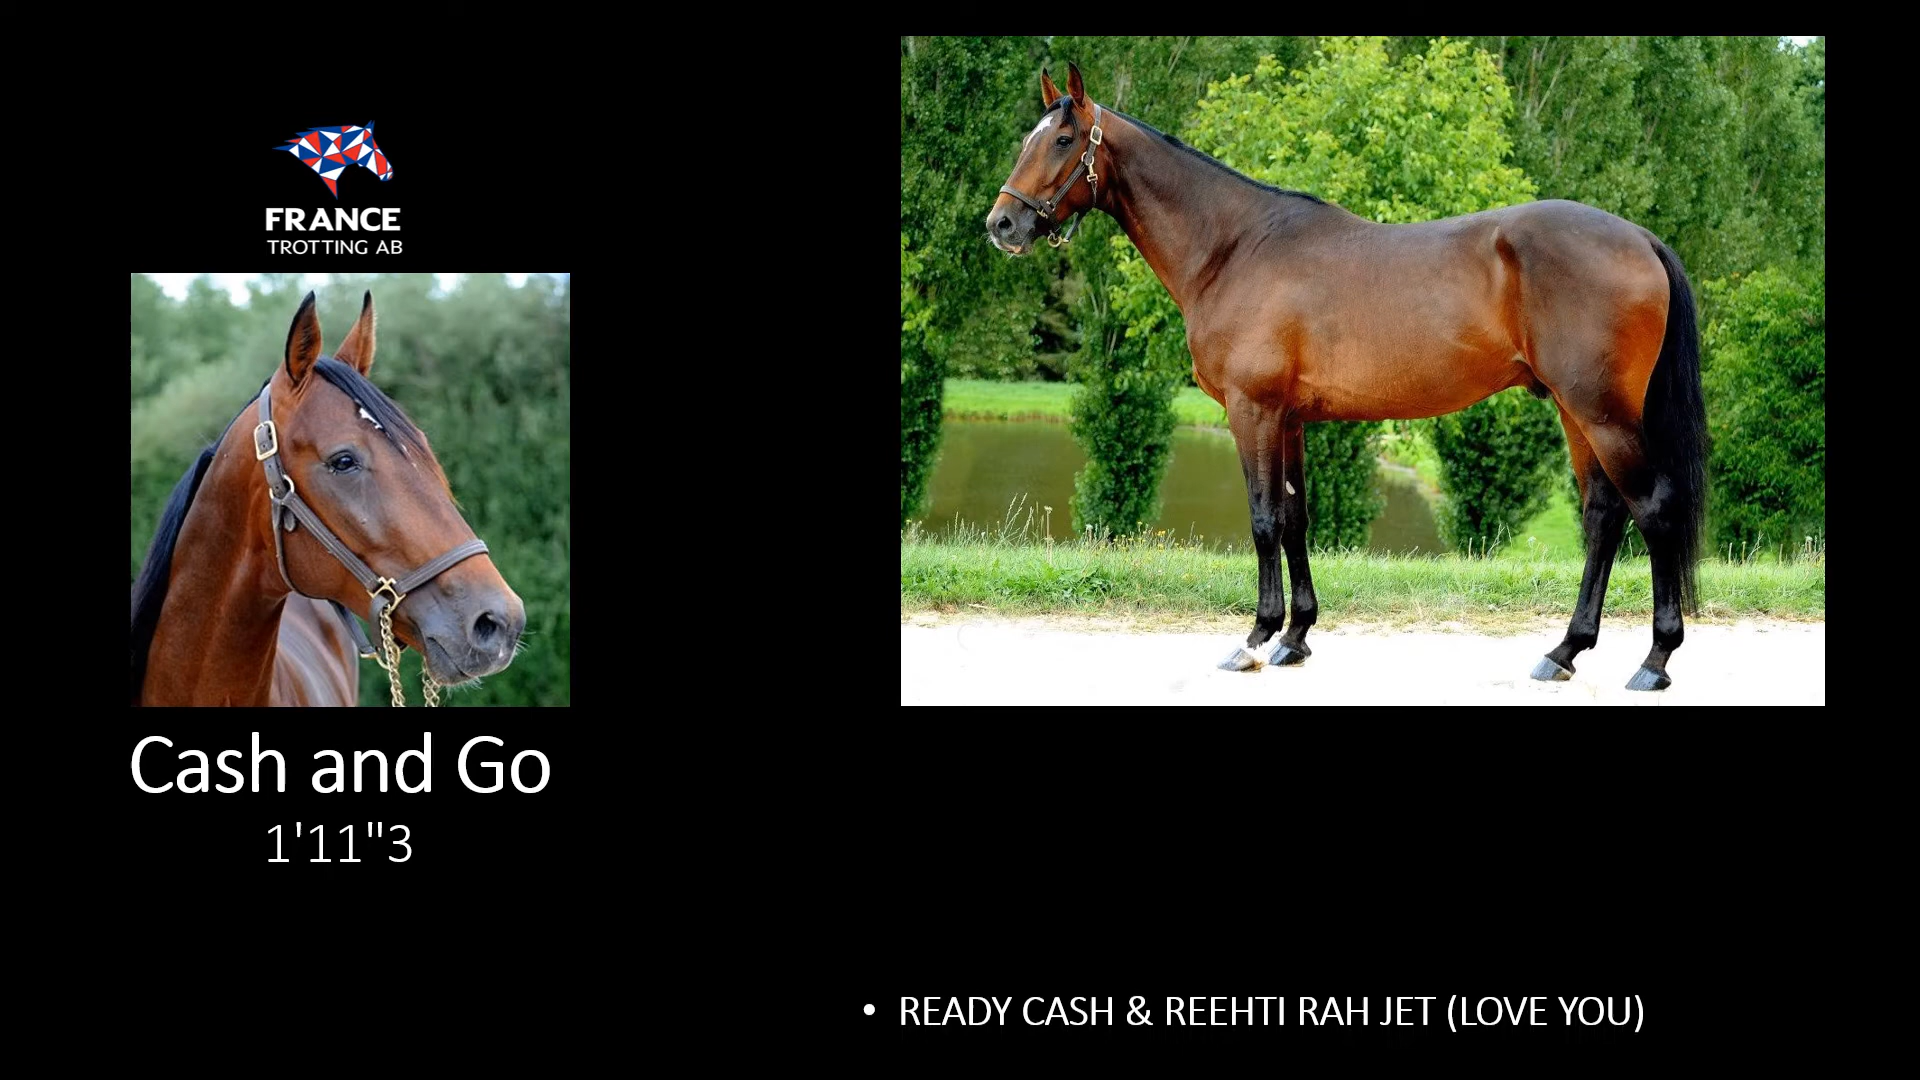 FRANCE
TROTTING AB
Cash and Go
1'11"3
• READY CASH & REEHTI RAH JET (LOVE YOU)